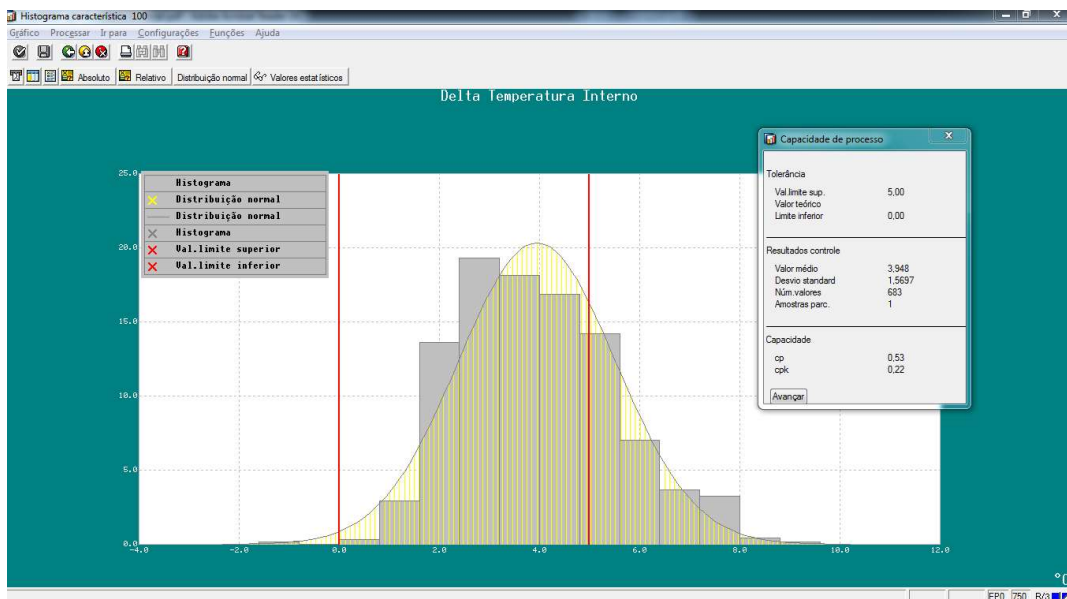 Histograma característica 100
Gráfico Processar Ir para Configurações Funções Ajuda
Absoluto Relativo Distribuição normal Valores estatísticos
Delta Temperatura Interno
Histograma
Distribuição normal
Distribuição normal
Histograma
Val.limite superior
Val.limite inferior
25.0
20.0
15.0
10.0
5.0
0.0
-4.0 -2.0 0.0 2.0 4.0 6.0 8.0 10.0 12.0
°C
Capacidade de processo
Tolerância
Val.limite sup. 5,00
Valor teórico
Limite inferior 0,00
Resultados controle
Valor médio 3,948
Desvio standard 1,5697
Núm.valores 683
Amostras parc. 1
Capacidade
cp 0,53
cpk 0,22
Avançar
EP0 750 R/3